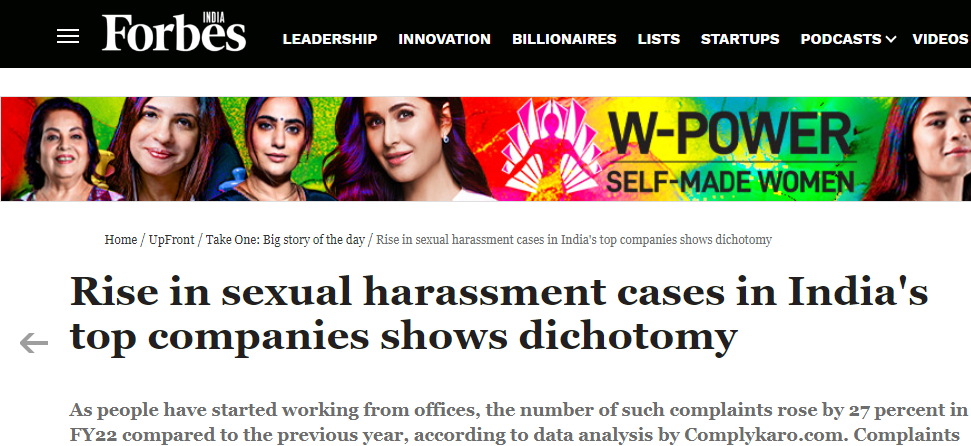 Forbes
INDIA
LEADERSHIP INNOVATION BILLIONAIRES LISTS STARTUPS PODCASTS VIDEOS
W-POWER
SELF-MADE WOMEN
Home / UpFront / Take One: Big story of the day / Rise in sexual harassment cases in India's top companies shows dichotomy
Rise in sexual harassment cases in India's
top companies shows dichotomy
As people have started working from offices, the number of such complaints rose by 27 percent in
FY22 compared to the previous year, according to data analysis by Complykaro.com. Complaints